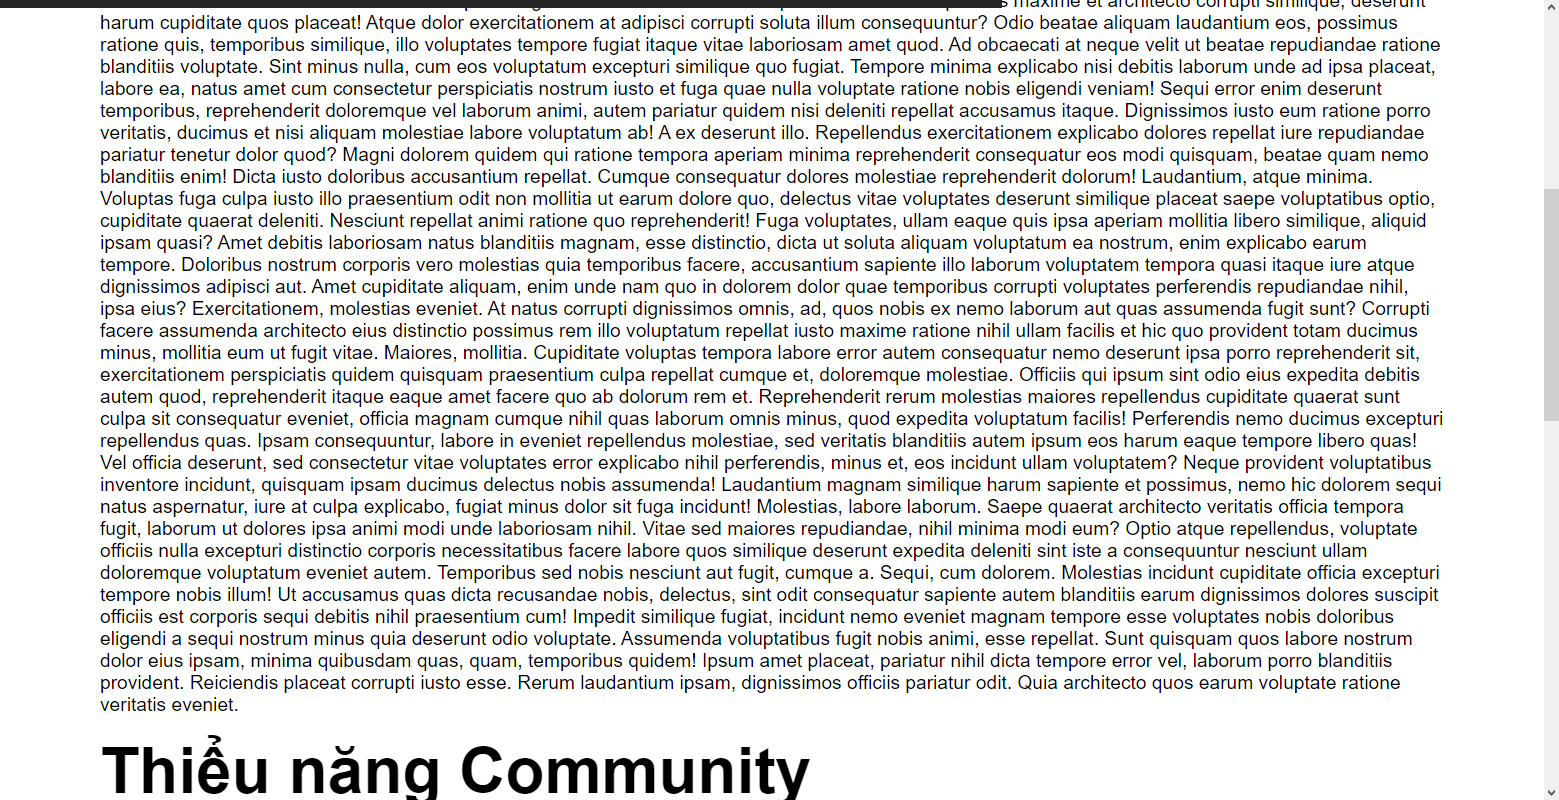 maxime et architecto corrupti similique, deserunt
harum cupiditate quos placeat! Atque dolor exercitationem at adipisci corrupti soluta illum consequuntur? Odio beatae aliquam laudantium eos, possimus
ratione quis, temporibus similique, illo voluptates tempore fugiat itaque vitae laboriosam amet quod. Ad obcaecati at neque velit ut beatae repudiandae ratione
blanditiis voluptate. Sint minus nulla, cum eos voluptatum excepturi similique quo fugiat. Tempore minima explicabo nisi debitis laborum unde ad ipsa placeat,
labore ea, natus amet cum consectetur perspiciatis nostrum iusto et fuga quae nulla voluptate ratione nobis eligendi veniam! Sequi error enim deserunt
temporibus, reprehenderit doloremque vel laborum animi, autem pariatur quidem nisi deleniti repellat accusamus itaque. Dignissimos iusto eum ratione porro
veritatis, ducimus et nisi aliquam molestiae labore voluptatum ab! A ex deserunt illo. Repellendus exercitationem explicabo dolores repellat iure repudiandae
pariatur tenetur dolor quod? Magni dolorem quidem qui ratione tempora aperiam minima reprehenderit consequatur eos modi quisquam, beatae quam nemo
blanditiis enim! Dicta iusto doloribus accusantium repellat. Cumque consequatur dolores molestiae reprehenderit dolorum! Laudantium, atque minima.
Voluptas fuga culpa iusto illo praesentium odit non mollitia ut earum dolore quo, delectus vitae voluptates deserunt similique placeat saepe voluptatibus optio,
cupiditate quaerat deleniti. Nesciunt repellat animi ratione quo reprehenderit! Fuga voluptates, ullam eaque quis ipsa aperiam mollitia libero similique, aliquid
ipsam quasi? Amet debitis laboriosam natus blanditiis magnam, esse distinctio, dicta ut soluta aliquam voluptatum ea nostrum, enim explicabo earum
tempore. Doloribus nostrum corporis vero molestias quia temporibus facere, accusantium sapiente illo laborum voluptatem tempora quasi itaque iure atque
dignissimos adipisci aut. Amet cupiditate aliquam, enim unde nam quo in dolorem dolor quae temporibus corrupti voluptates perferendis repudiandae nihil,
ipsa eius? Exercitationem, molestias eveniet. At natus corrupti dignissimos omnis, ad, quos nobis ex nemo laborum aut quas assumenda fugit sunt? Corrupti
facere assumenda architecto eius distinctio possimus rem illo voluptatum repellat iusto maxime ratione nihil ullam facilis et hic quo provident totam ducimus
minus, mollitia eum ut fugit vitae. Maiores, mollitia. Cupiditate voluptas tempora labore error autem consequatur nemo deserunt ipsa porro reprehenderit sit,
exercitationem perspiciatis quidem quisquam praesentium culpa repellat cumque et, doloremque molestiae. Officiis qui ipsum sint odio eius expedita debitis
autem quod, reprehenderit itaque eaque amet facere quo ab dolorum rem et. Reprehenderit rerum molestias maiores repellendus cupiditate quaerat sunt
culpa sit consequatur eveniet, officia magnam cumque nihil quas laborum omnis minus, quod expedita voluptatum facilis! Perferendis nemo ducimus excepturi
repellendus quas. Ipsam consequuntur, labore in eveniet repellendus molestiae, sed veritatis blanditiis autem ipsum eos harum eaque tempore libero quas!
Vel officia deserunt, sed consectetur vitae voluptates error explicabo nihil perferendis, minus et, eos incidunt ullam voluptatem? Neque provident voluptatibus
inventore incidunt, quisquam ipsam ducimus delectus nobis assumenda! Laudantium magnam similique harum sapiente et possimus, nemo hic dolorem sequi
natus aspernatur, iure at culpa explicabo, fugiat minus dolor sit fuga incidunt! Molestias, labore laborum. Saepe quaerat architecto veritatis officia tempora
fugit, laborum ut dolores ipsa animi modi unde laboriosam nihil. Vitae sed maiores repudiandae, nihil minima modi eum? Optio atque repellendus, voluptate
officiis nulla excepturi distinctio corporis necessitatibus facere labore quos similique deserunt expedita deleniti sint iste a consequuntur nesciunt ullam
doloremque voluptatum eveniet autem. Temporibus sed nobis nesciunt aut fugit, cumque a. Sequi, cum dolorem. Molestias incidunt cupiditate officia excepturi
tempore nobis illum! Ut accusamus quas dicta recusandae nobis, delectus, sint odit consequatur sapiente autem blanditiis earum dignissimos dolores suscipit
officiis est corporis sequi debitis nihil praesentium cum! Impedit similique fugiat, incidunt nemo eveniet magnam tempore esse voluptates nobis doloribus
eligendi a sequi nostrum minus quia deserunt odio voluptate. Assumenda voluptatibus fugit nobis animi, esse repellat. Sunt quisquam quos labore nostrum
dolor eius ipsam, minima quibusdam quas, quam, temporibus quidem! Ipsum amet placeat, pariatur nihil dicta tempore error vel, laborum porro blanditiis
provident. Reiciendis placeat corrupti iusto esse. Rerum laudantium ipsam, dignissimos officiis pariatur odit. Quia architecto quos earum voluptate ratione
veritatis eveniet.
Thiểu năng Community